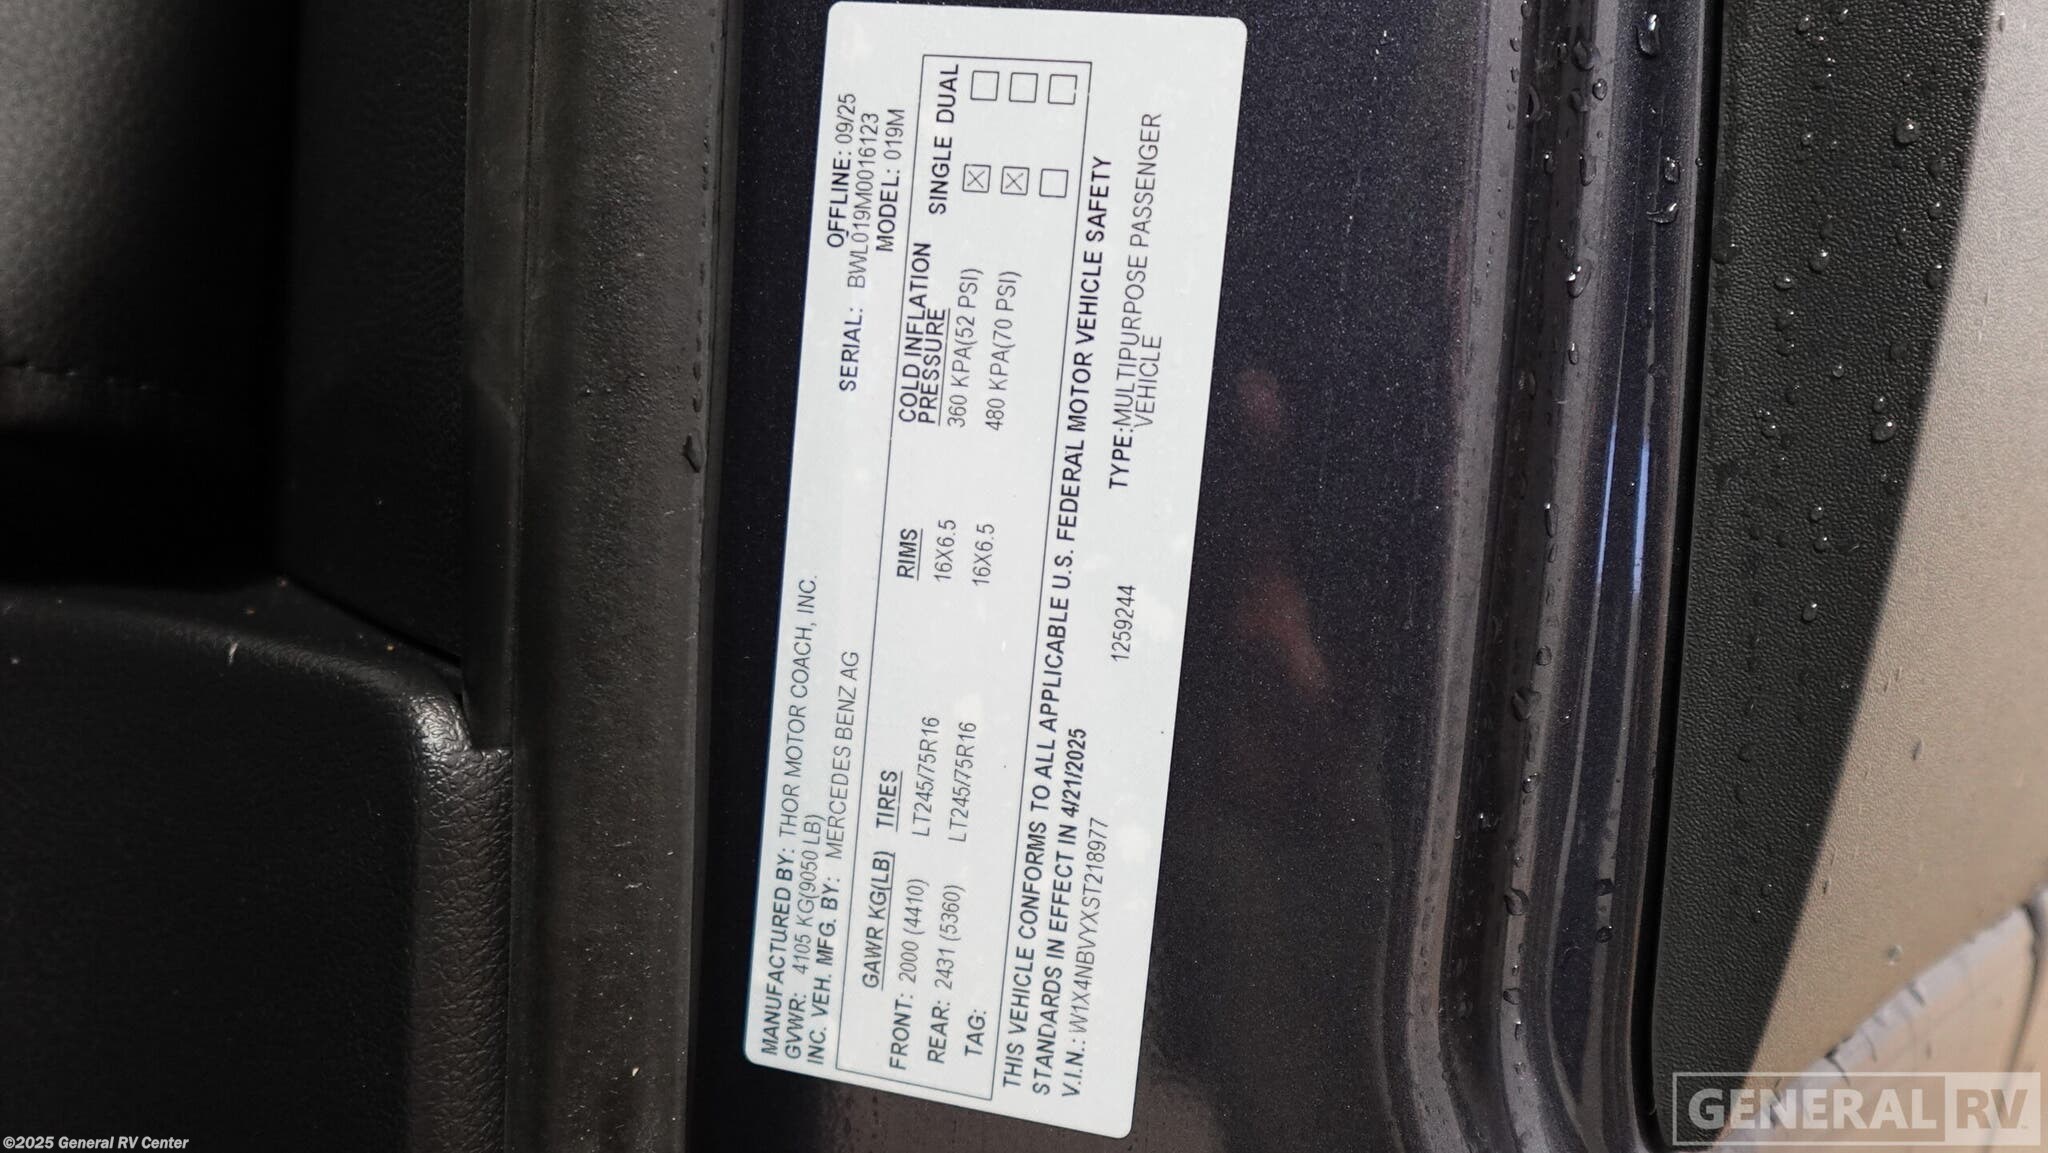 MANUFACTURED BY: THOR MOTOR COACH, INC.
OFFLINE: 09/25
GVWR: 4105 KG(9050 LB)
SERIAL: BWL019M0016123
INC. VEH. MFG. BY: MERCEDES BENZ AG
MODEL: 019M
GAWR KG(LB) TIRES RIMS COLD INFLATION PRESSURE SINGLE DUAL
FRONT: 2000 (4410) LT245/75R16 16X6.5 360 KPA(52 PSI)
REAR: 2431 (5360) LT245/75R16 16X6.5 480 KPA(70 PSI)
TAG:
THIS VEHICLE CONFORMS TO ALL APPLICABLE U.S. FEDERAL MOTOR VEHICLE SAFETY
STANDARDS IN EFFECT IN 4/21/2025
V.I.N.: W1X4NBVYXST218977 1259244 TYPE:MULTIPURPOSE PASSENGER
VEHICLE
GENERAL RV
©2025 General RV Center